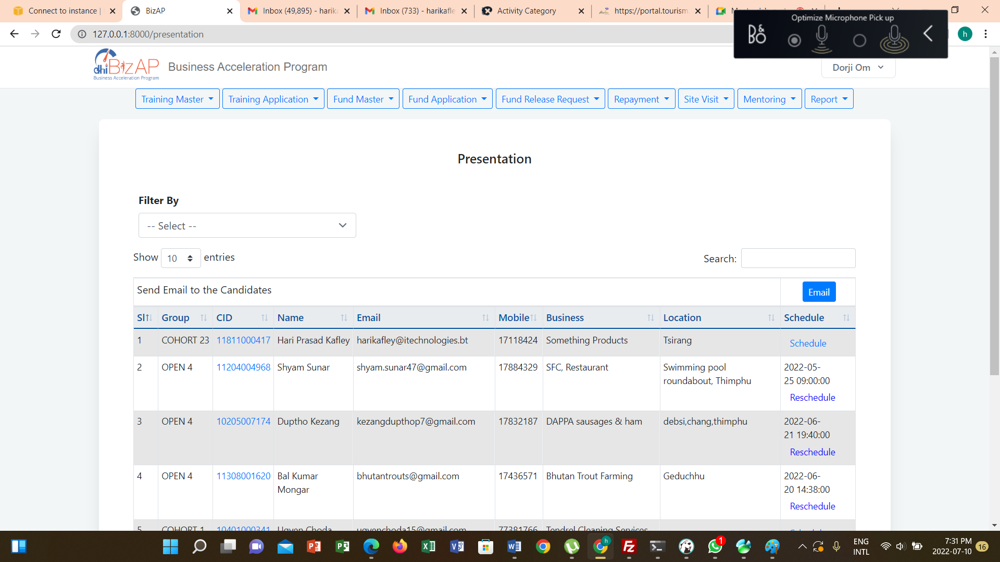 Connect to instance |
BizAP
Inbox (49,895) - harika
Inbox (733) - harikafle
Activity Category
https://portal.tourism.
Optimize Microphone Pick up
B&O
127.0.0.1:8000/presentation
h
dhi BizAP
Business Acceleration Program
Business Acceleration Program
Dorji Om
Training Master
Training Application
Fund Master
Fund Application
Fund Release Request
Repayment
Site Visit
Mentoring
Report
Presentation
Filter By
-- Select --
Show 10 entries
Search:
Send Email to the Candidates
Email
Sl Group CID Name Email Mobile Business Location Schedule
1 COHORT 23 11811000417 Hari Prasad Kafley harikafley@itechnologies.bt 17118424 Something Products Tsirang Schedule
2 OPEN 4 11204004968 Shyam Sunar shyam.sunar47@gmail.com 17884329 SFC, Restaurant Swimming pool 2022-05-
roundabout, Thimphu 25 09:00:00
Reschedule
3 OPEN 4 10205007174 Duptho Kezang kezangdupthop7@gmail.com 17832187 DAPPA sausages & ham debsi,chang,thimphu 2022-06-
21 19:40:00
Reschedule
4 OPEN 4 11308001620 Bal Kumar bhutantrouts@gmail.com 17436571 Bhutan Trout Farming Geduchhu 2022-06-
Mongar 20 14:38:00
Reschedule
5 COHORT 1 10401000341 Ugyen Choda ugyenchoda15@gmail.com 77381766 Tendrel Cleaning Services
h
1
ENG
INTL
7:31 PM
2022-07-10
16